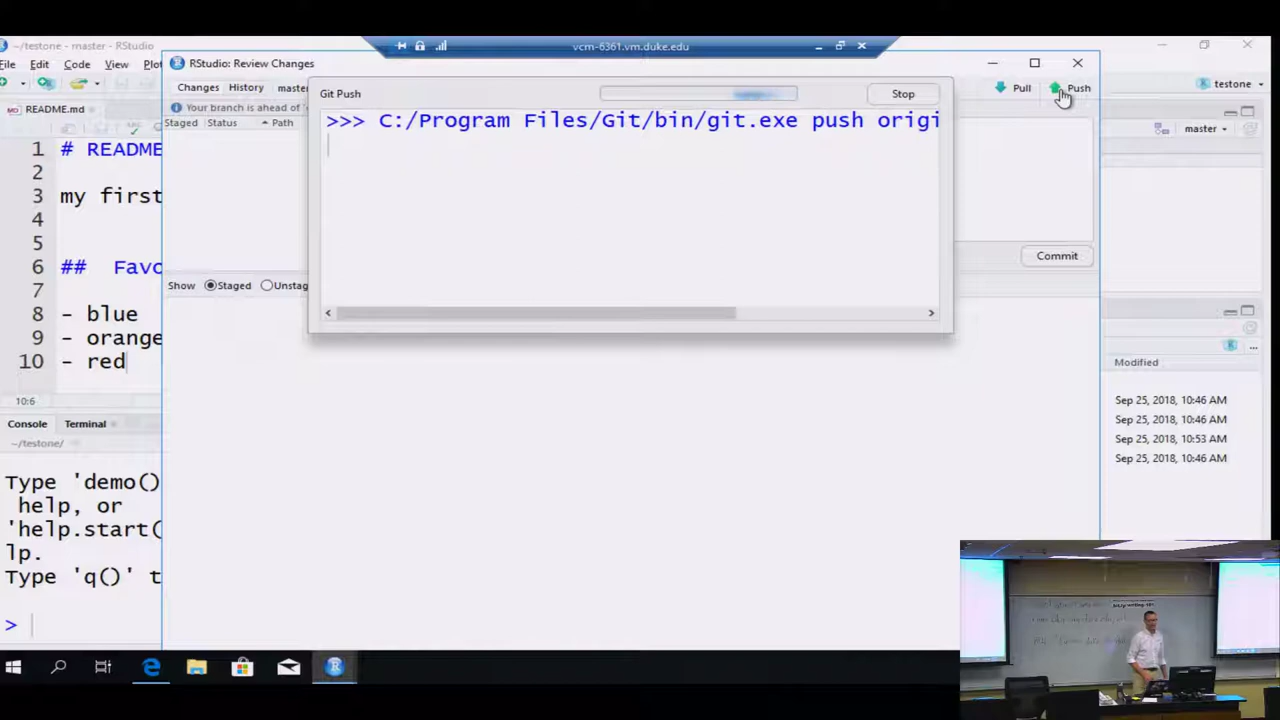 vcm-6361.vm.duke.edu
~/testone - master - RStudio
File Edit Code View
testone
README.md
master
1 # README
2
3 my first
4
5
6 ## Favo
7
8 - blue
9 - orange
10 - red
10:6
Console Terminal
~/testone/
Type 'demo()
help, or
'help.start(
lp.
Type 'q()' t
>
RStudio: Review Changes
Changes History master
Pull Push
Your branch is ahead of '
Staged Status Path
Commit
Show Staged Unstag
Git Push
Stop
>>> C:/Program Files/Git/bin/git.exe push origi
Modified
Sep 25, 2018, 10:46 AM
Sep 25, 2018, 10:46 AM
Sep 25, 2018, 10:53 AM
Sep 25, 2018, 10:46 AM